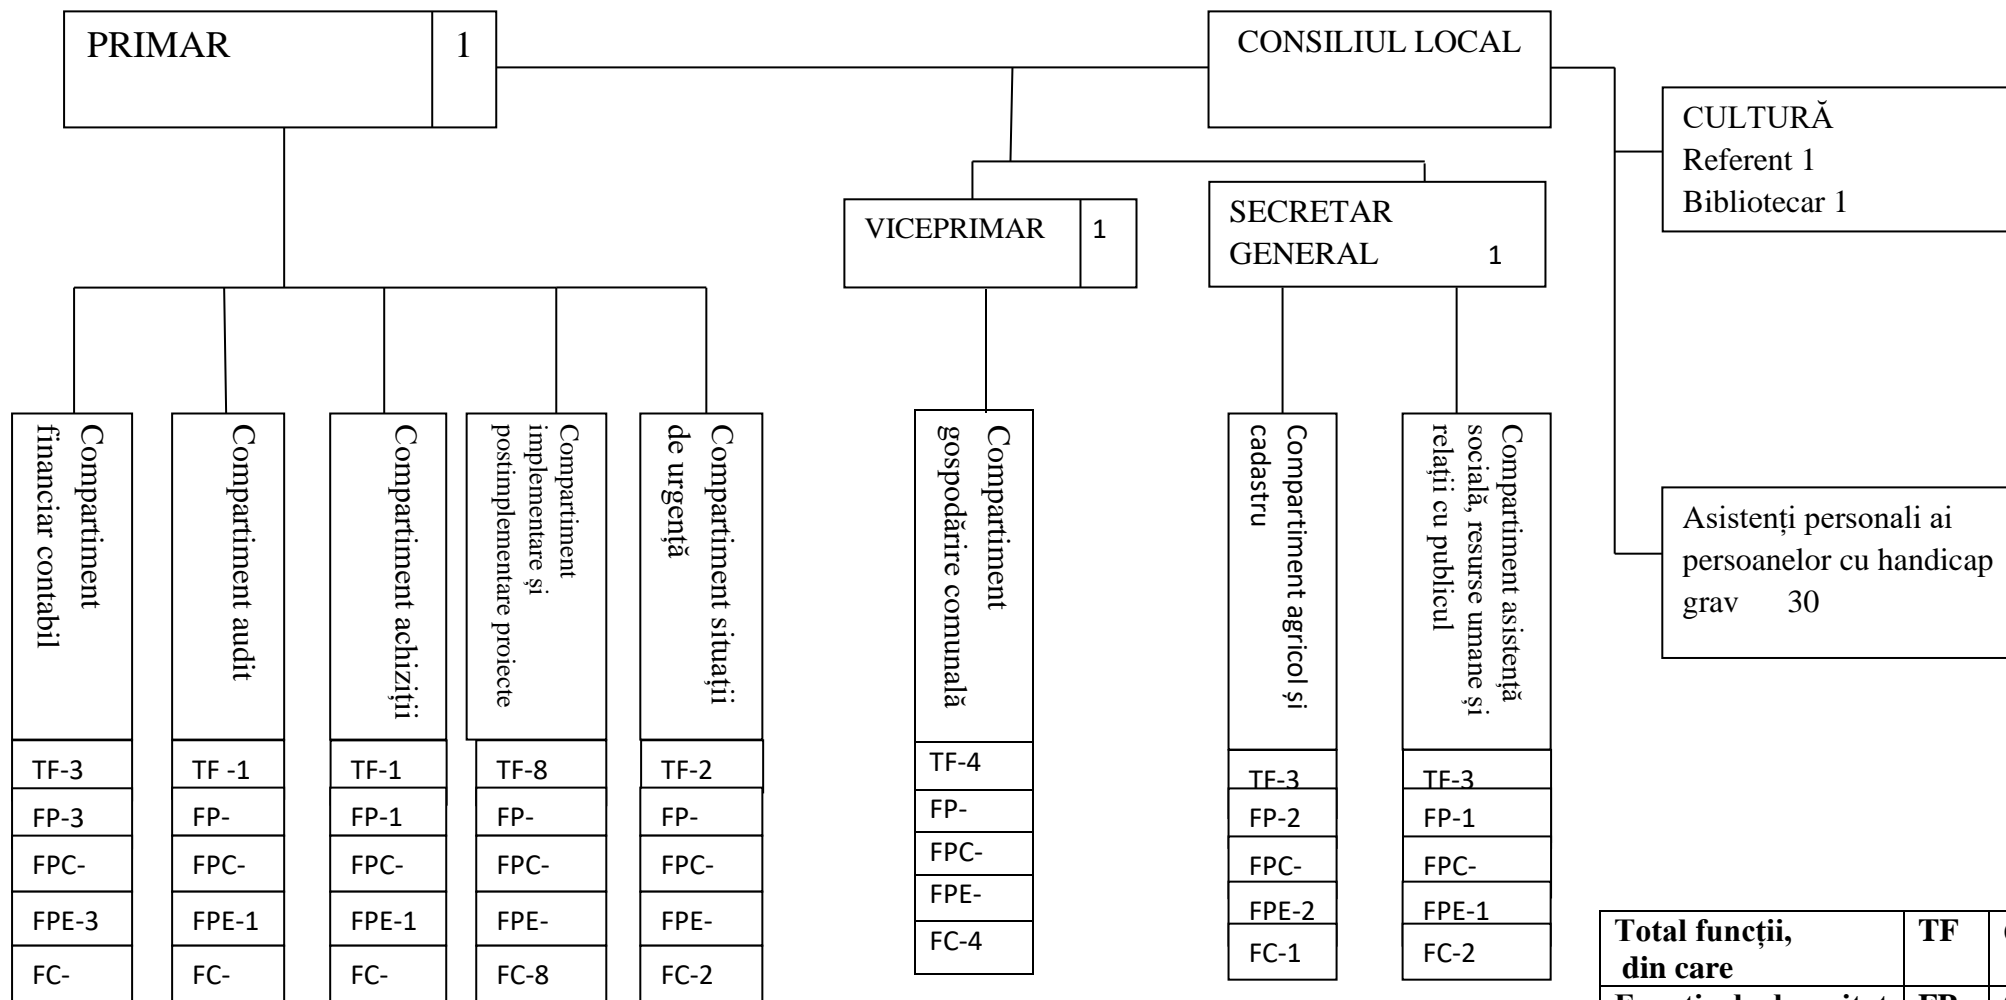 PRIMAR 1
CONSILIUL LOCAL
CULTURĂ
Referent 1
Bibliotecar 1
VICEPRIMAR 1
SECRETAR
GENERAL 1
Asistenți personali ai
persoanelor cu handicap
grav 30
Compartiment
financiar contabil
TF-3
FP-3
FPC-
FPE-3
FC-
Compartiment audit
TF -1
FP-
FPC-
FPE-1
FC-
Compartiment achiziții
TF-1
FP-1
FPC-
FPE-1
FC-
Compartiment
implementare și
postimplementare proiecte
TF-8
FP-
FPC-
FPE-
FC-8
Compartiment situații
de urgență
TF-2
FP-
FPC-
FPE-
FC-2
Compartiment
gospodărire comunală
TF-4
FP-
FPC-
FPE-
FC-4
Compartiment agricol și
cadastru
TF-3
FP-2
FPC-
FPE-2
FC-1
Compartiment asistență
socială, resurse umane și
relații cu publicul
TF-3
FP-1
FPC-
FPE-1
FC-2
Total funcții, TF
din care
FP